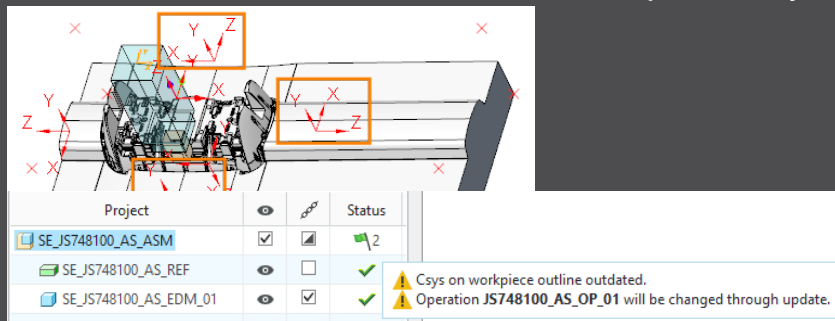 Y Z
Z X Y
X
Y X
Z
Y
Z
X
Y
X
Project Status
SE_JS748100_AS_ASM 2
SE_JS748100_AS_REF
SE_JS748100_AS_EDM_01
Csys on workpiece outline outdated.
Operation JS748100_AS_OP_01 will be changed through update.